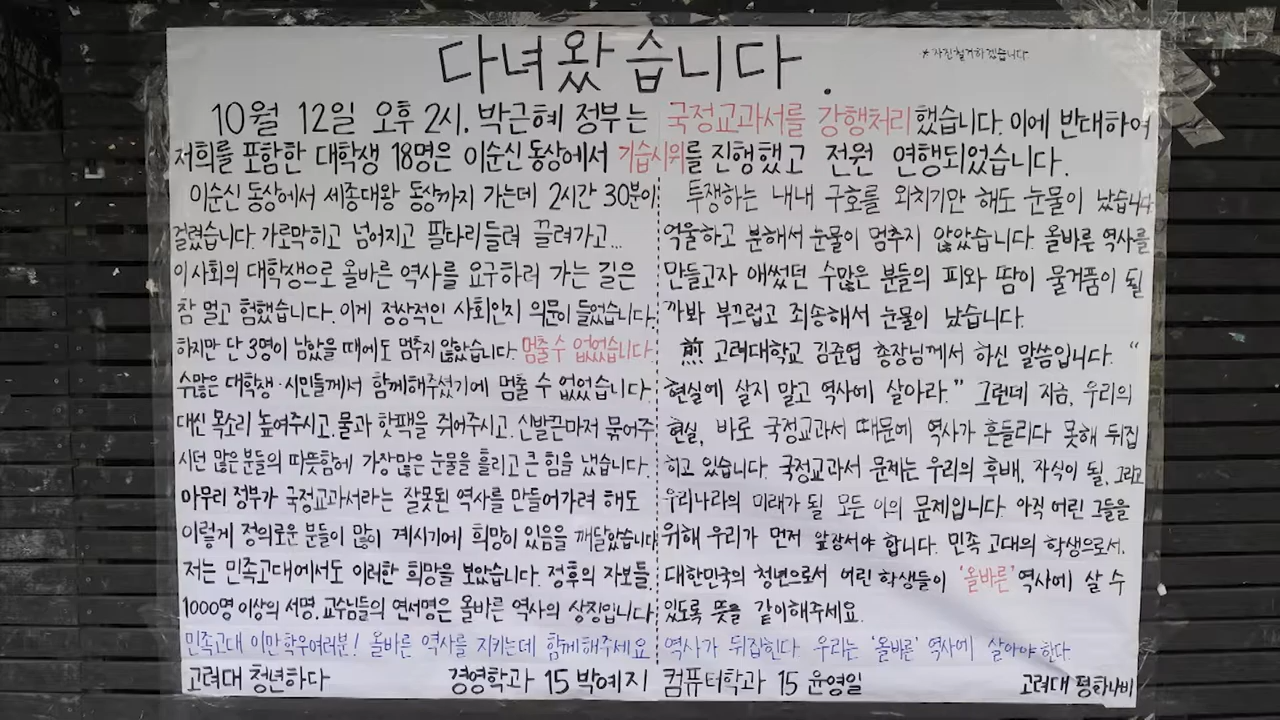 다녀왔습니다.
*자진철거하겠습니다
10월 12일 오후 2시. 박근혜 정부는 국정교과서를 강행처리했습니다. 이에 반대하여
저희를 포함한 대학생 18명은 이순신동상에서 기습시위를 진행했고 전원 연행되었습니다.
이순신 동상에서 세종대왕 동상까지 가는데 2시간 30분이
걸렸습니다. 가로막히고 넘어지고 팔다리들려 끌려가고...
이 사회의 대학생으로 올바른 역사를 요구하러 가는 길은
참 멀고 험했습니다. 이게 정상적인 사회인지 의문이 들었습니다.
하지만 단 3명이 남았을 때에도 멈추지 않았습니다. 멈출 수 없었습니다
수많은 대학생·시민들께서 함께해주셨기에 멈출 수 없었습니다.
대신 목소리 높여주시고. 물과 핫팩을 쥐어주시고. 신발끈마저 묶어주
시던 많은분들의 따뜻함에 가장많은 눈물을 흘리고 큰 힘을 냈습니다.
아무리 정부가 국정교과서라는 잘못된 역사를 만들어가려 해도
이렇게 정의로운 분들이 많이 계시기에 희망이 있음을 깨달았습니다
저는 민족고대에서도 이러한 희망을 보았습니다. 정후의 자보들.
1000명 이상의 서명. 교수님들의 연서명은 올바른 역사의 상징입니다
민족고대 이만학우여러분! 올바른 역사를 지키는데 함께해주세요
고려대 청년하다 경영학과 15 박예지
투쟁하는 내내 구호를 외치기만 해도 눈물이 났습니다
억울하고 분해서 눈물이 멈추지 않았습니다. 올바른 역사를
만들고자 애썼던 수많은 분들의 피와 땀이 물거품이 될
까봐 부끄럽고 죄송해서 눈물이 났습니다.
煎 고려대학교 김준엽 총장님께서 하신 말씀입니다. "
현실에 살지 말고 역사에 살아라." 그런데 지금, 우리의
현실, 바로 국정교과서 때문에 역사가 흔들리다 못해 뒤집
히고 있습니다. 국정교과서 문제는 우리의 후배, 자식이 될, 그리고
우리나라의 미래가 될 모든 이의 문제입니다. 아직 어린 그들을
위해 우리가 먼저 앞장서야 합니다. 민족 고대의 학생으로서,
대한민국의 청년으로서 어린 학생들이 '올바른' 역사에 살 수
있도록 뜻을 같이해주세요.
역사가 뒤집힌다. 우리는 '올바른' 역사에 살아야 한다.
컴퓨터학과 15 윤영일 고려대 평화나비